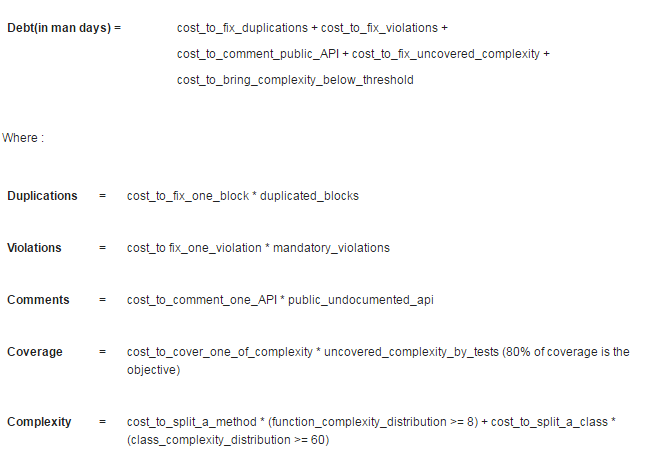 Debt(in man days) = cost_to_fix_duplications + cost_to_fix_violations +
cost_to_comment_public_API + cost_to_fix_uncovered_complexity +
cost_to_bring_complexity_below_threshold
Where :
Duplications = cost_to_fix_one_block * duplicated_blocks
Violations = cost_to fix_one_violation * mandatory_violations
Comments = cost_to_comment_one_API * public_undocumented_api
Coverage = cost_to_cover_one_of_complexity * uncovered_complexity_by_tests (80% of coverage is the
objective)
Complexity = cost_to_split_a_method * (function_complexity_distribution >= 8) + cost_to_split_a_class *
(class_complexity_distribution >= 60)